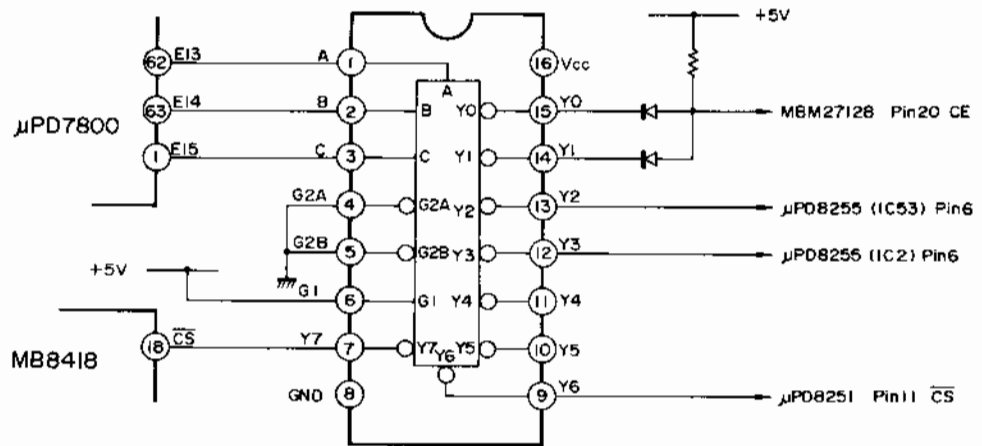 +5V
62 E13 A 1 16 Vcc
A
μPD7800 63 E14 B 2 B Y0 15 Y0 MBM27128 Pin20 CE
1 E15 C 3 C Y1 14 Y1
G2A 4 G2A Y2 13 Y2 μPD8255 (IC53) Pin6
G2B 5 G2B Y3 12 Y3 μPD8255 (IC2) Pin6
+5V
G1 6 G1 Y4 11 Y4
MB8418 18 CS Y7 7 Y7 Y6 Y5 10 Y5
GND 8 9 Y6 μPD8251 Pin11 CS